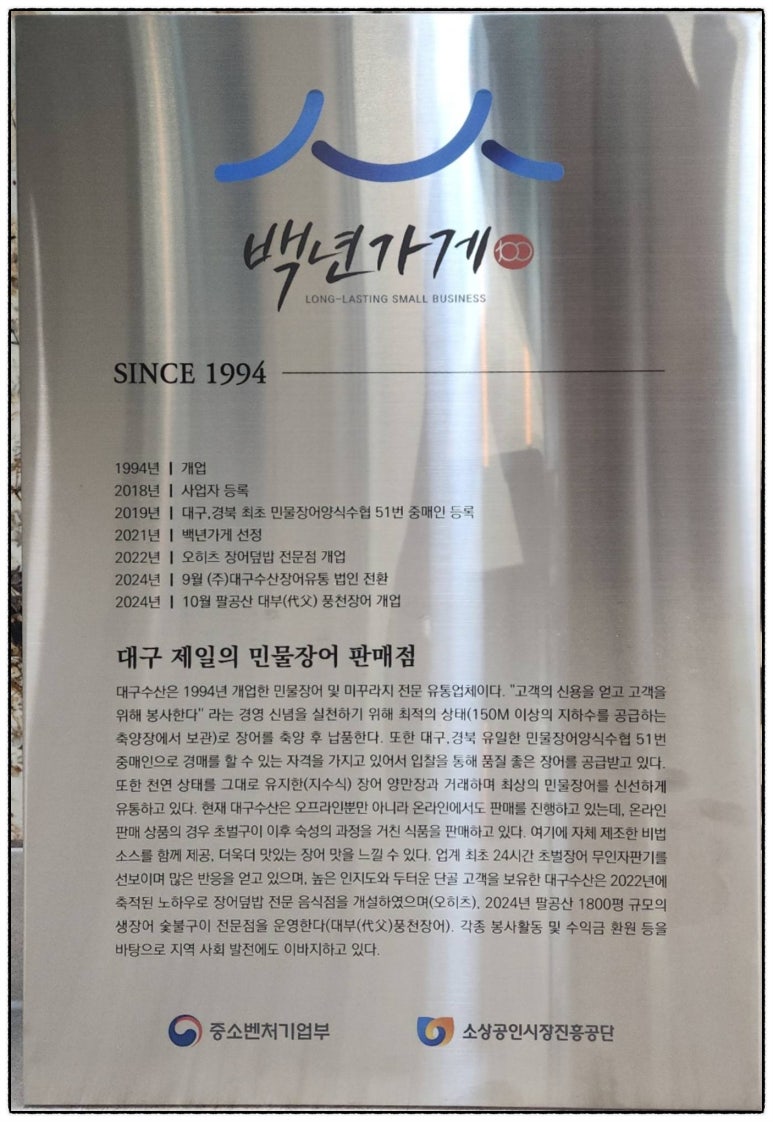 백년가게 100
LONG-LASTING SMALL BUSINESS
SINCE 1994
1994년 | 개업
2018년 | 사업자 등록
2019년 | 대구.경북 최초 민물장어양식수협 51번 중매인 등록
2021년 | 백년가게 선정
2022년 | 오히츠 장어덮밥 전문점 개업
2024년 | 9월 (주)대구수산장어유통 법인 전환
2024년 | 10월 팔공산 대부(代父) 풍천장어 개업
대구 제일의 민물장어 판매점
대구수산은 1994년 개업한 민물장어 및 미꾸라지 전문 유통업체이다. "고객의 신용을 얻고 고객을
위해 봉사한다" 라는 경영 신념을 실천하기 위해 최적의 상태(150M 이상의 지하수를 공급하는
축양장에서 보관)로 장어를 축양 후 납품한다. 또한 대구.경북 유일한 민물장어양식수협 51번
중매인으로 경매를 할 수 있는 자격을 가지고 있어서 입찰을 통해 품질 좋은 장어를 공급받고 있다.
또한 천연 상태를 그대로 유지한(지수식) 장어 양만장과 거래하며 최상의 민물장어를 신선하게
유통하고 있다. 현재 대구수산은 오프라인뿐만 아니라 온라인에서도 판매를 진행하고 있는데, 온라인
판매 상품의 경우 초벌구이 이후 숙성의 과정을 거친 식품을 판매하고 있다. 여기에 자체 제조한 비법
소스를 함께 제공, 더욱더 맛있는 장어 맛을 느낄 수 있다. 업계 최초 24시간 초벌장어 무인자판기를
선보이며 많은 반응을 얻고 있으며, 높은 인지도와 두터운 단골 고객을 보유한 대구수산은 2022년에
축적된 노하우로 장어덮밥 전문 음식점을 개설하였으며(오히츠), 2024년 팔공산 1800평 규모의
생장어 숯불구이 전문점을 운영한다(대부(代父)풍천장어). 각종 봉사활동 및 수익금 환원 등을
바탕으로 지역 사회 발전에도 이바지하고 있다.
중소벤처기업부
소상공인시장진흥공단